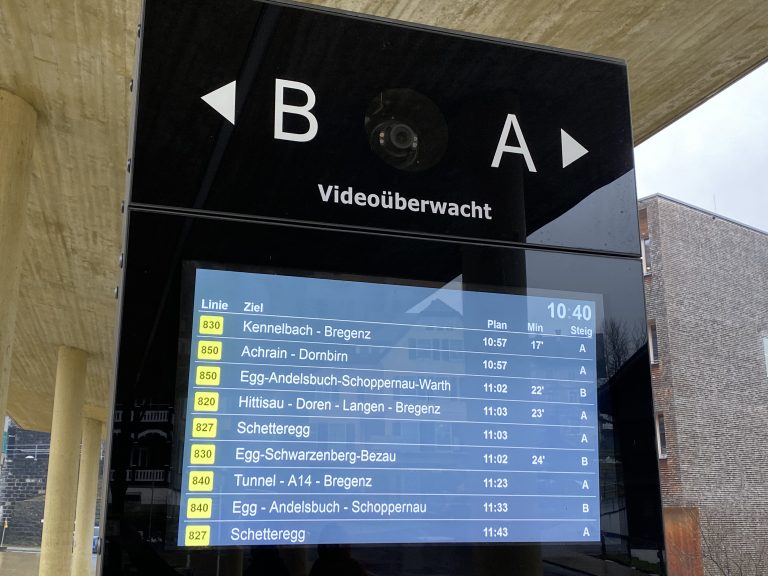 B A
Videoüberwacht
10:40
Linie Ziel Plan Min Steig
830 Kennelbach - Bregenz 10:57 17' A
850 Achrain - Dornbirn 10:57 A
850 Egg-Andelsbuch-Schoppernau-Warth 11:02 22' B
820 Hittisau - Doren - Langen - Bregenz 11:03 23' A
827 Schetteregg 11:03 A
830 Egg-Schwarzenberg-Bezau 11:02 24' B
840 Tunnel - A14 - Bregenz 11:23 A
840 Egg - Andelsbuch - Schoppernau 11:33 B
827 Schetteregg 11:43 A